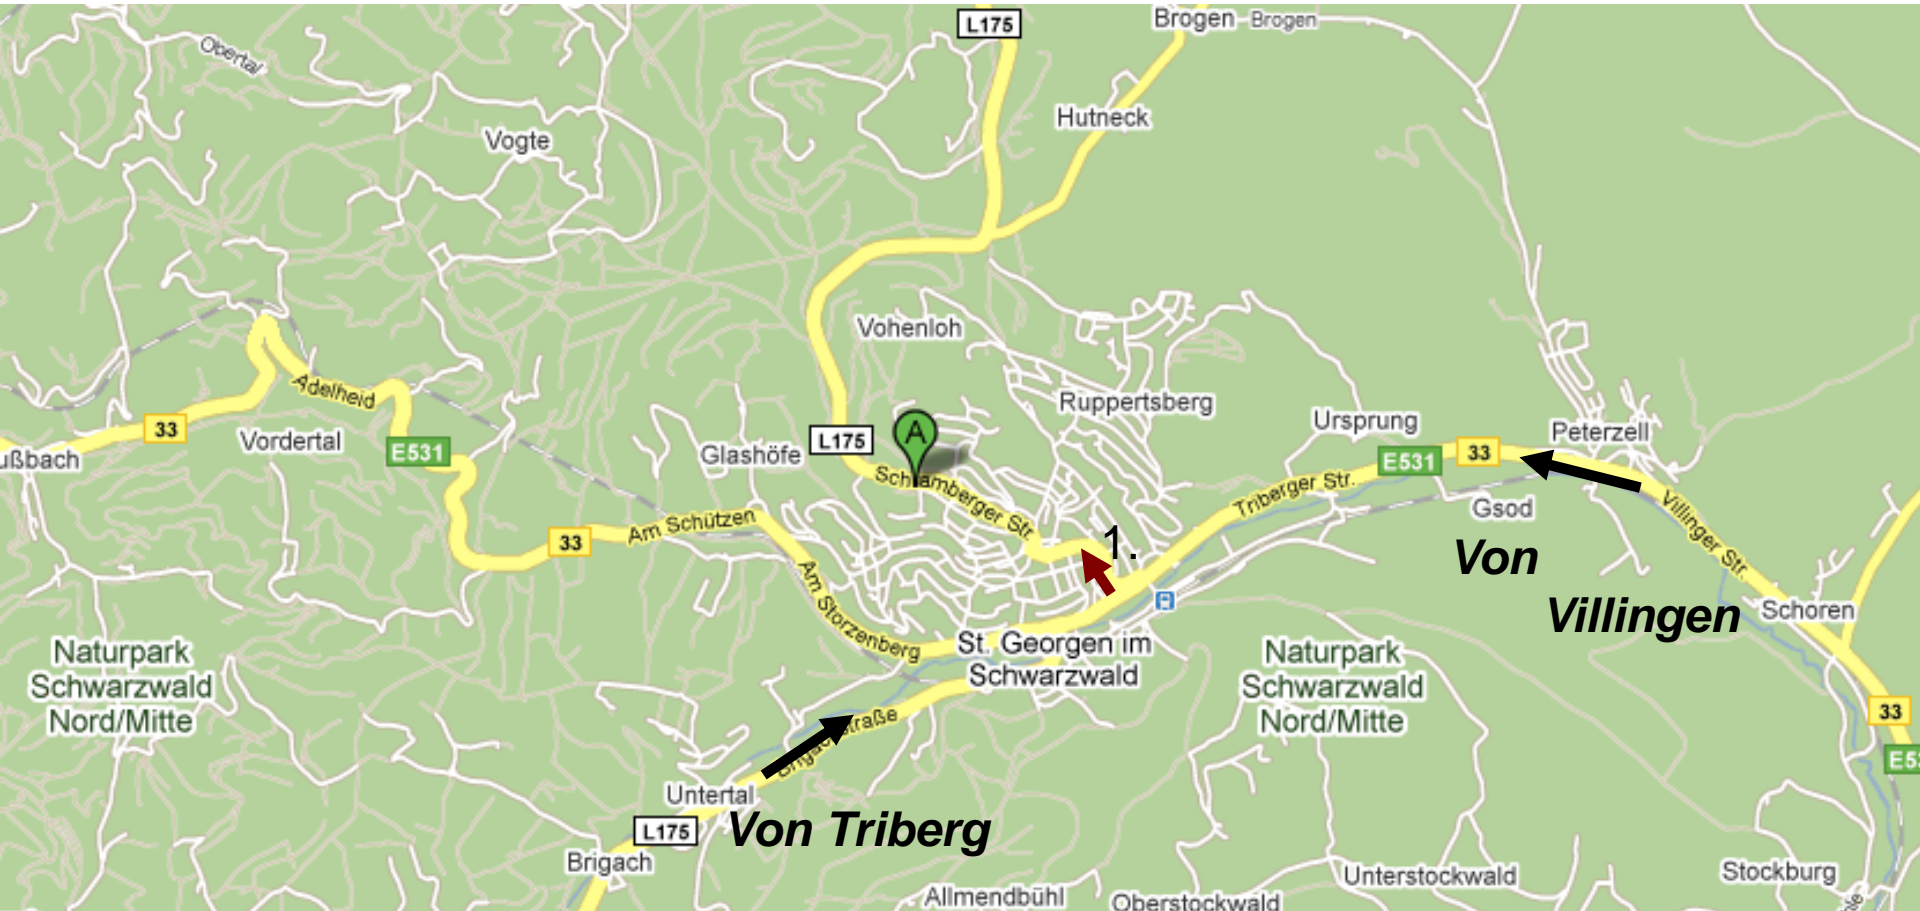 L175
Brogen
Brogen
Obertal
Hutneck
Vogte
Vohenloh
Adelheid
Ruppertsberg
33
Vordertal
E531
Glashöfe
L175
A
Ursprung
Peterzell
E531
33
ußbach
Schramberger Str.
Triberger Str.
Gsod
Villinger Str.
33
Am Schützen
1.
Von
Villingen
Am Storzenberg
Schoren
St. Georgen im
Schwarzwald
Naturpark
Schwarzwald
Nord/Mitte
Naturpark
Schwarzwald
Nord/Mitte
33
E53
Untertal
L175
Von Triberg
Brigach
Allmendbühl
Oberstockwald
Unterstockwald
Stockburg